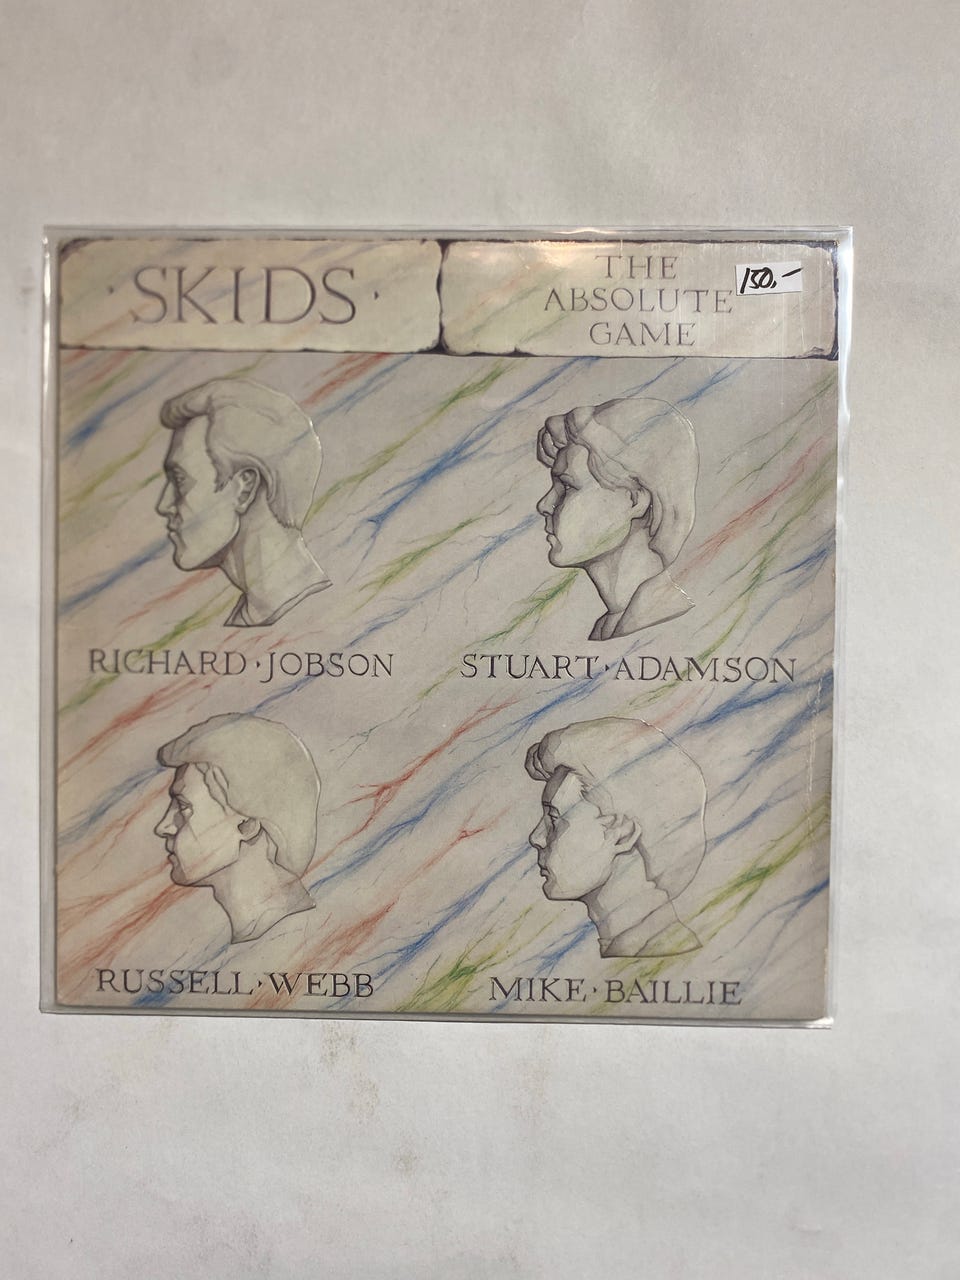 · SKIDS ·
THE
ABSOLUTE
GAME
150,-
RICHARD · JOBSON
STUART · ADAMSON
RUSSELL · WEBB
MIKE · BAILLIE